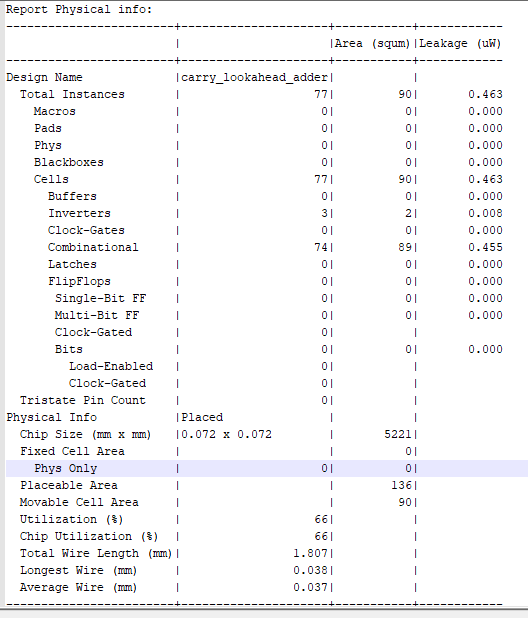 Report Physical info:
------------------------+----------------------+-----------+------------
                        |                      |Area (squm)|Leakage (uW)
------------------------+----------------------+-----------+------------
Design Name             |carry_lookahead_adder|           |
  Total Instances       |                    77|         90|       0.463
    Macros              |                     0|          0|       0.000
    Pads                |                     0|          0|       0.000
    Phys                |                     0|          0|       0.000
    Blackboxes          |                     0|          0|       0.000
    Cells               |                    77|         90|       0.463
      Buffers           |                     0|          0|       0.000
      Inverters         |                     3|          2|       0.008
      Clock-Gates       |                     0|          0|       0.000
      Combinational     |                    74|         89|       0.455
      Latches           |                     0|          0|       0.000
      FlipFlops         |                     0|          0|       0.000
       Single-Bit FF    |                     0|          0|       0.000
       Multi-Bit FF     |                     0|          0|       0.000
       Clock-Gated      |                     0|           |
       Bits             |                     0|          0|       0.000
         Load-Enabled   |                     0|           |
         Clock-Gated    |                     0|           |
  Tristate Pin Count    |                     0|           |
Physical Info           |Placed                |           |
  Chip Size (mm x mm)   |0.072 x 0.072         |       5221|
  Fixed Cell Area       |                      |          0|
    Phys Only           |                     0|          0|
  Placeable Area        |                      |        136|
  Movable Cell Area     |                      |         90|
  Utilization (%)       |                    66|           |
  Chip Utilization (%)  |                    66|           |
  Total Wire Length (mm)|                 1.807|           |
  Longest Wire (mm)     |                 0.038|           |
  Average Wire (mm)     |                 0.037|           |
------------------------+----------------------+-----------+------------